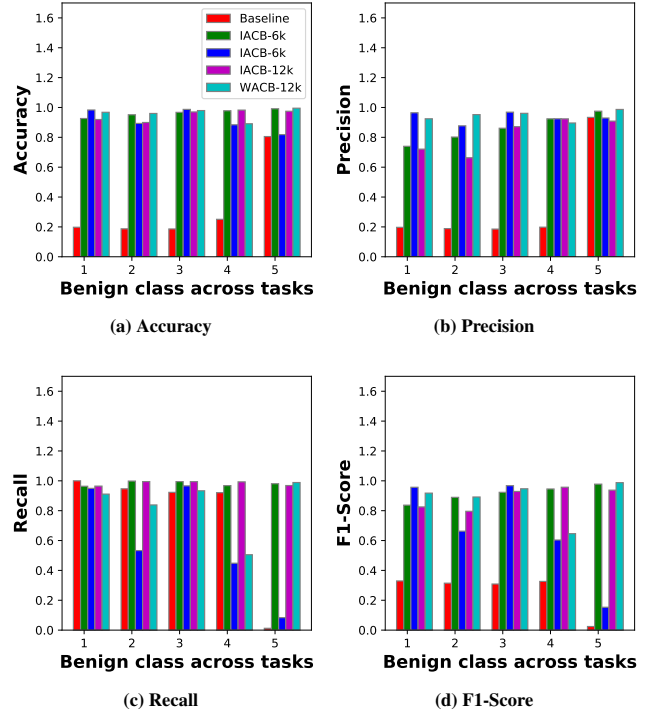 1.6
1.4
1.2
1.0
0.8
0.6
0.4
0.2
0.0
Accuracy
Baseline
IACB-6k
IACB-6k
IACB-12k
WACB-12k
1 2 3 4 5
Benign class across tasks
(a) Accuracy
1.6
1.4
1.2
1.0
0.8
0.6
0.4
0.2
0.0
Precision
1 2 3 4 5
Benign class across tasks
(b) Precision
1.6
1.4
1.2
1.0
0.8
0.6
0.4
0.2
0.0
Recall
1 2 3 4 5
Benign class across tasks
(c) Recall
1.6
1.4
1.2
1.0
0.8
0.6
0.4
0.2
0.0
F1-Score
1 2 3 4 5
Benign class across tasks
(d) F1-Score